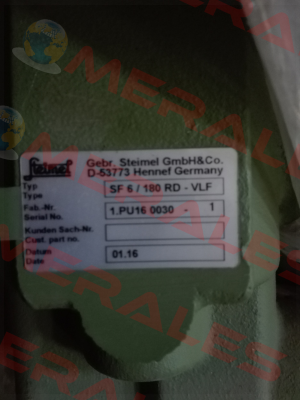 Steimel
Gebr. Steimel GmbH&Co.
D-53773 Hennef Germany
Typ
Type
SF 6 / 180 RD - VLF
Fab.-Nr
Serial No.
1.PU16 0030 - 1
Kunden Sach-Nr.
Cust. part no.
Datum
Date
01.16
MERALES
MERALES
MERALES